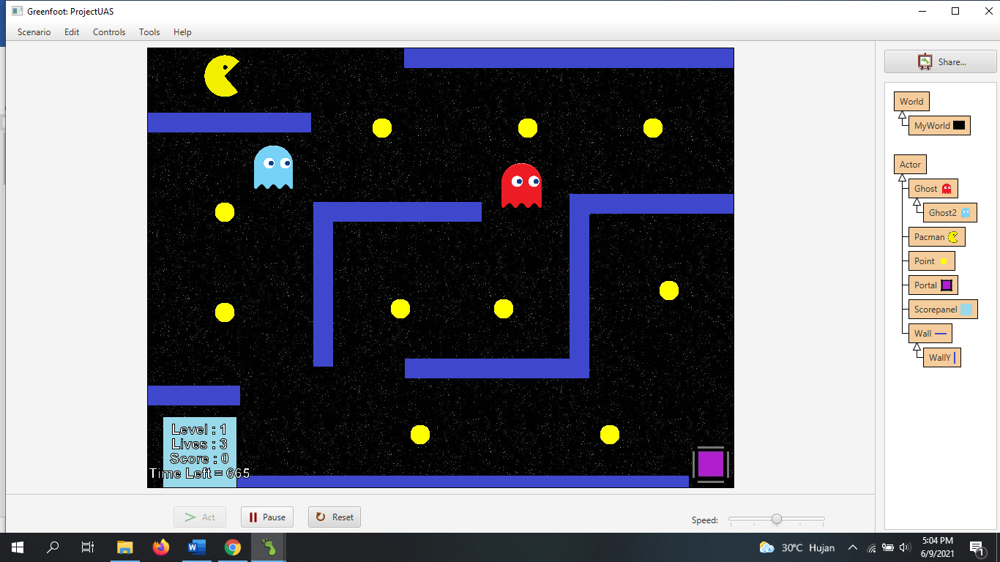 Greenfoot: ProjectUAS
Scenario Edit Controls Tools Help
Share...
World
MyWorld
Actor
Ghost
Ghost2
Pacman
Point
Portal
Scorepanel
Wall
WallY
Level : 1
Lives : 3
Score : 0
Time Left = 665
Act Pause Reset Speed:
30°C Hujan
5:04 PM
6/9/2021
1